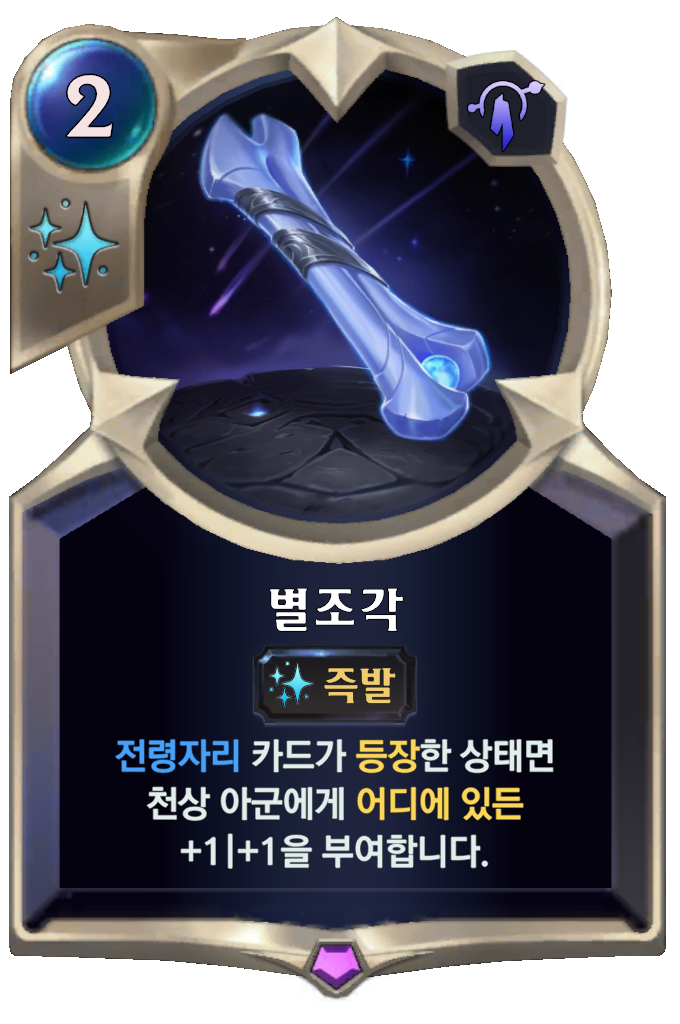 2
별조각
즉발
전령자리 카드가 등장한 상태면
천상 아군에게 어디에 있든
+1|+1을 부여합니다.